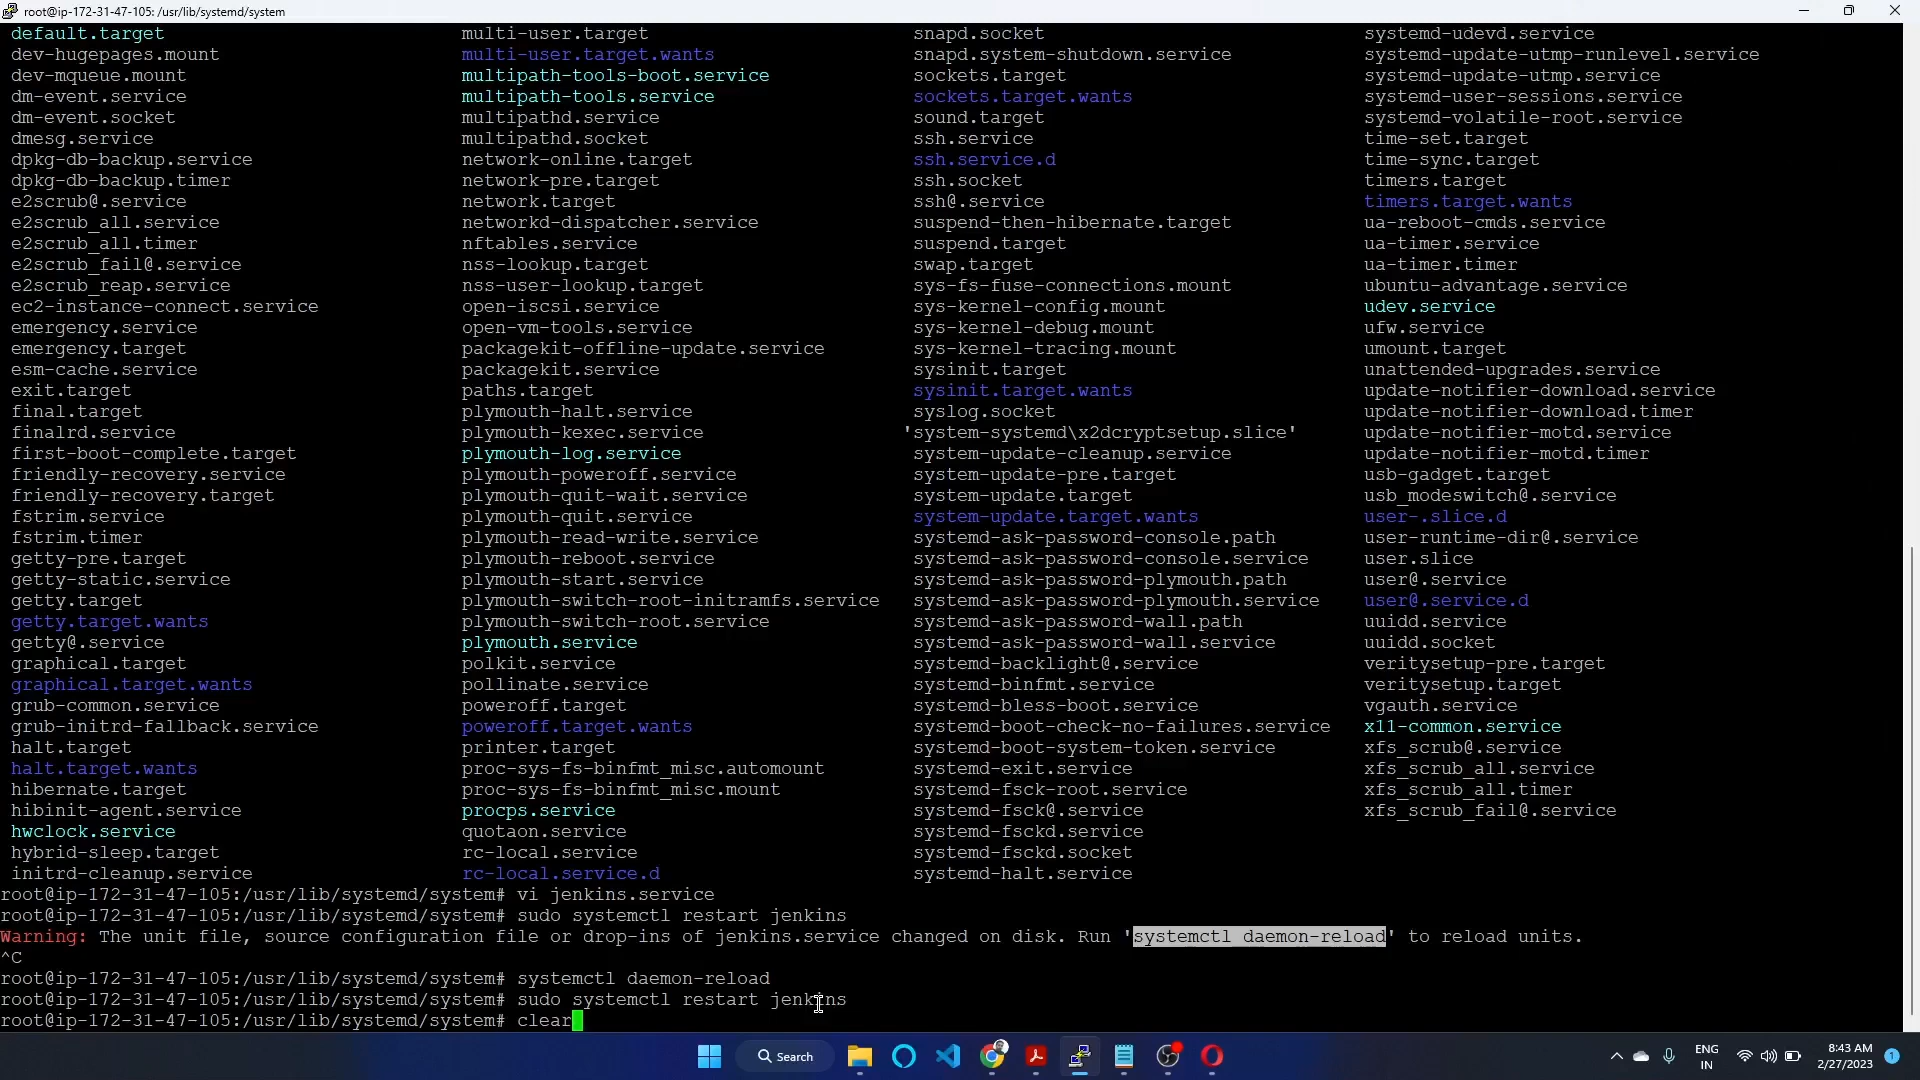 root@ip-172-31-47-105: /usr/lib/systemd/system
default.target multi-user.target snapd.socket systemd-udevd.service
dev-hugepages.mount multi-user.target.wants snapd.system-shutdown.service systemd-update-utmp-runlevel.service
dev-mqueue.mount multipath-tools-boot.service sockets.target systemd-update-utmp.service
dm-event.service multipath-tools.service sockets.target.wants systemd-user-sessions.service
dm-event.socket multipathd.service sound.target systemd-volatile-root.service
dmesg.service multipathd.socket ssh.service time-set.target
dpkg-db-backup.service network-online.target ssh.service.d time-sync.target
dpkg-db-backup.timer network-pre.target ssh.socket timers.target
e2scrub@.service network.target ssh@.service timers.target.wants
e2scrub_all.service networkd-dispatcher.service suspend-then-hibernate.target ua-reboot-cmds.service
e2scrub_all.timer nftables.service suspend.target ua-timer.service
e2scrub_fail@.service nss-lookup.target swap.target ua-timer.timer
e2scrub_reap.service nss-user-lookup.target sys-fs-fuse-connections.mount ubuntu-advantage.service
ec2-instance-connect.service open-iscsi.service sys-kernel-config.mount udev.service
emergency.service open-vm-tools.service sys-kernel-debug.mount ufw.service
emergency.target packagekit-offline-update.service sys-kernel-tracing.mount umount.target
esm-cache.service packagekit.service sysinit.target unattended-upgrades.service
exit.target paths.target sysinit.target.wants update-notifier-download.service
final.target plymouth-halt.service syslog.socket update-notifier-download.timer
finalrd.service plymouth-kexec.service 'system-systemd\x2dcryptsetup.slice' update-notifier-motd.service
first-boot-complete.target plymouth-log.service system-update-cleanup.service update-notifier-motd.timer
friendly-recovery.service plymouth-poweroff.service system-update-pre.target usb-gadget.target
friendly-recovery.target plymouth-quit-wait.service system-update.target usb_modeswitch@.service
fstrim.service plymouth-quit.service system-update.target.wants user-.slice.d
fstrim.timer plymouth-read-write.service systemd-ask-password-console.path user-runtime-dir@.service
getty-pre.target plymouth-reboot.service systemd-ask-password-console.service user.slice
getty-static.service plymouth-start.service systemd-ask-password-plymouth.path user@.service
getty.target plymouth-switch-root-initramfs.service systemd-ask-password-plymouth.service user@.service.d
getty.target.wants plymouth-switch-root.service systemd-ask-password-wall.path uuidd.service
getty@.service plymouth.service systemd-ask-password-wall.service uuidd.socket
graphical.target polkit.service systemd-backlight@.service veritysetup-pre.target
graphical.target.wants pollinate.service systemd-binfmt.service veritysetup.target
grub-common.service poweroff.target systemd-bless-boot.service vgauth.service
grub-initrd-fallback.service poweroff.target.wants systemd-boot-check-no-failures.service x11-common.service
halt.target printer.target systemd-boot-system-token.service xfs_scrub@.service
halt.target.wants proc-sys-fs-binfmt_misc.automount systemd-exit.service xfs_scrub_all.service
hibernate.target proc-sys-fs-binfmt_misc.mount systemd-fsck-root.service xfs_scrub_all.timer
hibinit-agent.service procps.service systemd-fsck@.service xfs_scrub_fail@.service
hwclock.service quotaon.service systemd-fsckd.service
hybrid-sleep.target rc-local.service systemd-fsckd.socket
initrd-cleanup.service rc-local.service.d systemd-halt.service
root@ip-172-31-47-105:/usr/lib/systemd/system# vi jenkins.service
root@ip-172-31-47-105:/usr/lib/systemd/system# sudo systemctl restart jenkins
Warning: The unit file, source configuration file or drop-ins of jenkins.service changed on disk. Run 'systemctl daemon-reload' to reload units.
^C
root@ip-172-31-47-105:/usr/lib/systemd/system# systemctl daemon-reload
root@ip-172-31-47-105:/usr/lib/systemd/system# sudo systemctl restart jenkins
root@ip-172-31-47-105:/usr/lib/systemd/system# clear
Search
ENG
IN
8:43 AM
2/27/2023
1